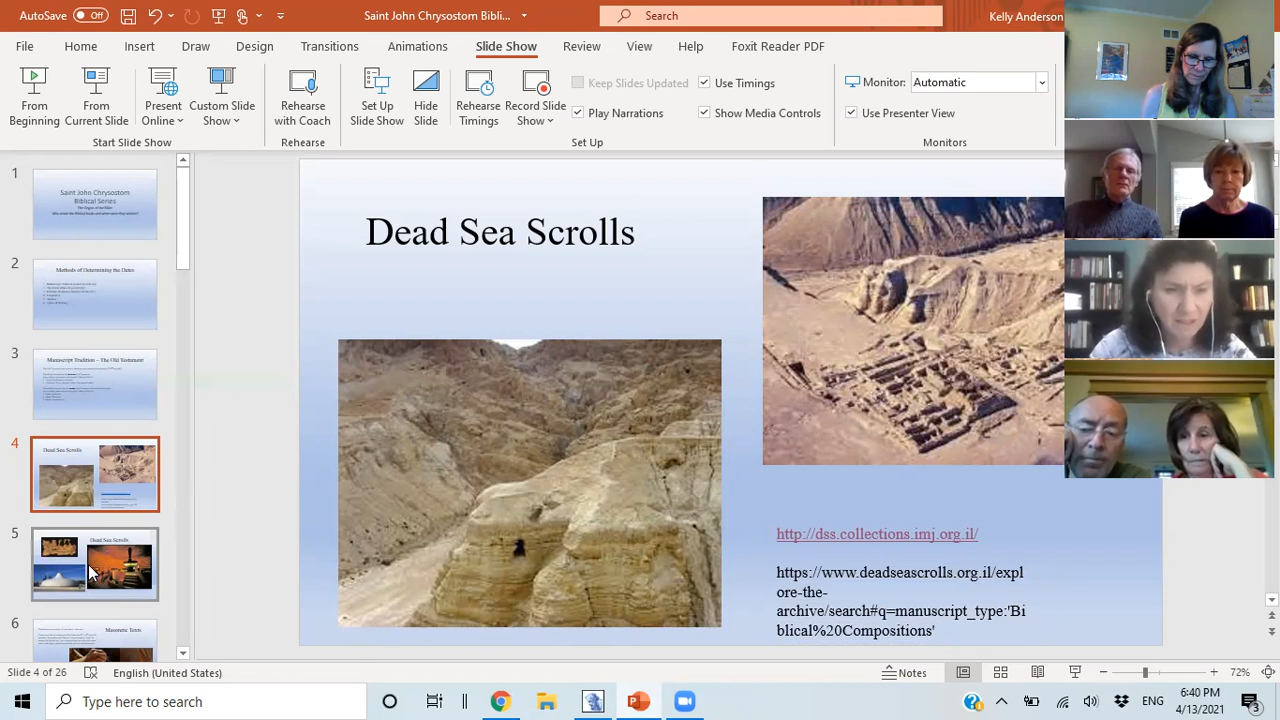 AutoSave Off
Saint John Chrysostom Bibli...
Search
Kelly Anderson
File Home Insert Draw Design Transitions Animations Slide Show Review View Help Foxit Reader PDF
From Beginning
From Current Slide
Present Online
Custom Slide Show
Start Slide Show
Rehearse with Coach
Rehearse
Set Up Slide Show
Hide Slide
Rehearse Timings
Record Slide Show
Keep Slides Updated
Play Narrations
Use Timings
Show Media Controls
Set Up
Monitor: Automatic
Use Presenter View
Monitors
1
Saint John Chrysostom
Biblical Series
2
Methods of Determining the Dates
3
Manuscript Tradition – The Old Testament
4
Dead Sea Scrolls
5
Dead Sea Scrolls
6
Masoretic Texts
Dead Sea Scrolls
http://dss.collections.imj.org.il/
https://www.deadseascrolls.org.il/expl
ore-the-
archive/search#q=manuscript_type:'Bi
blical%20Compositions'
Slide 4 of 26
English (United States)
Notes
72%
Type here to search
ENG
6:40 PM
4/13/2021
3